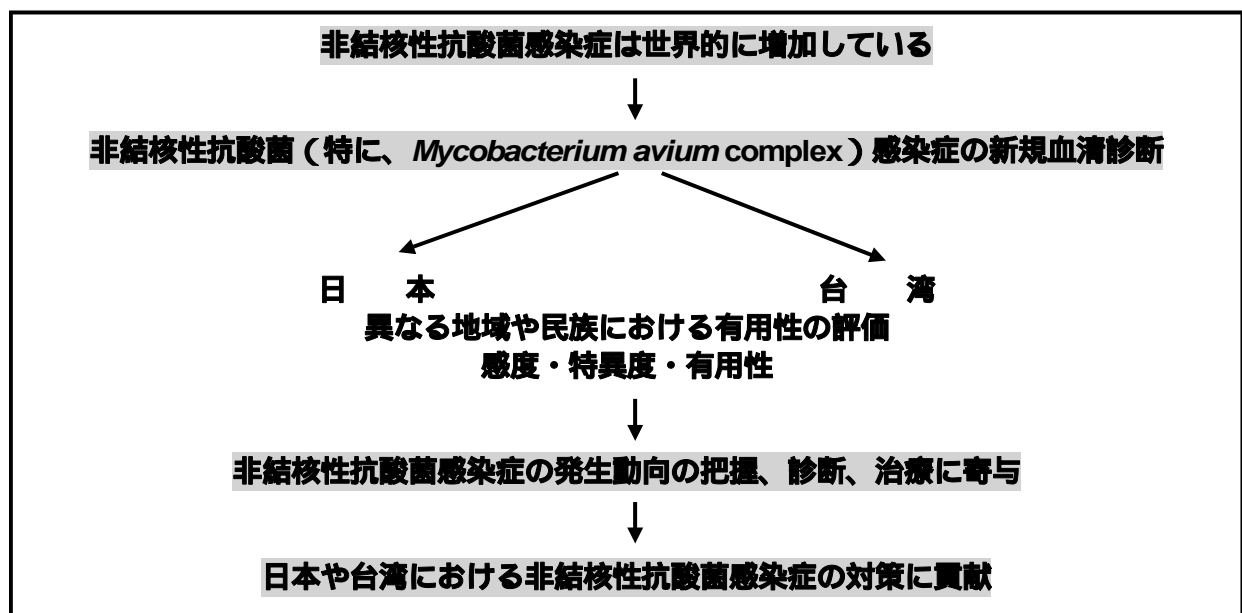 非結核性抗酸菌感染症は世界的に増加している
非結核性抗酸菌（特に、Mycobacterium avium complex）感染症の新規血清診断
日　本　台　湾
異なる地域や民族における有用性の評価
感度・特異度・有用性
非結核性抗酸菌感染症の発生動向の把握、診断、治療に寄与
日本や台湾における非結核性抗酸菌感染症の対策に貢献